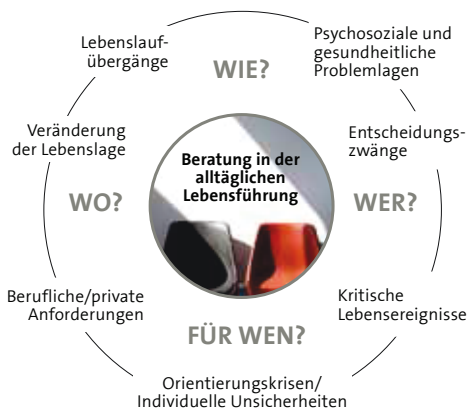 Lebenslauf-
übergänge
Psychosoziale und
gesundheitliche
Problemlagen
WIE?
Veränderung
der Lebenslage
Beratung in der
alltäglichen
Lebensführung
Entscheidungs-
zwänge
WO?
WER?
Berufliche/private
Anforderungen
Kritische
Lebensereignisse
FÜR WEN?
Orientierungskrisen/
Individuelle Unsicherheiten